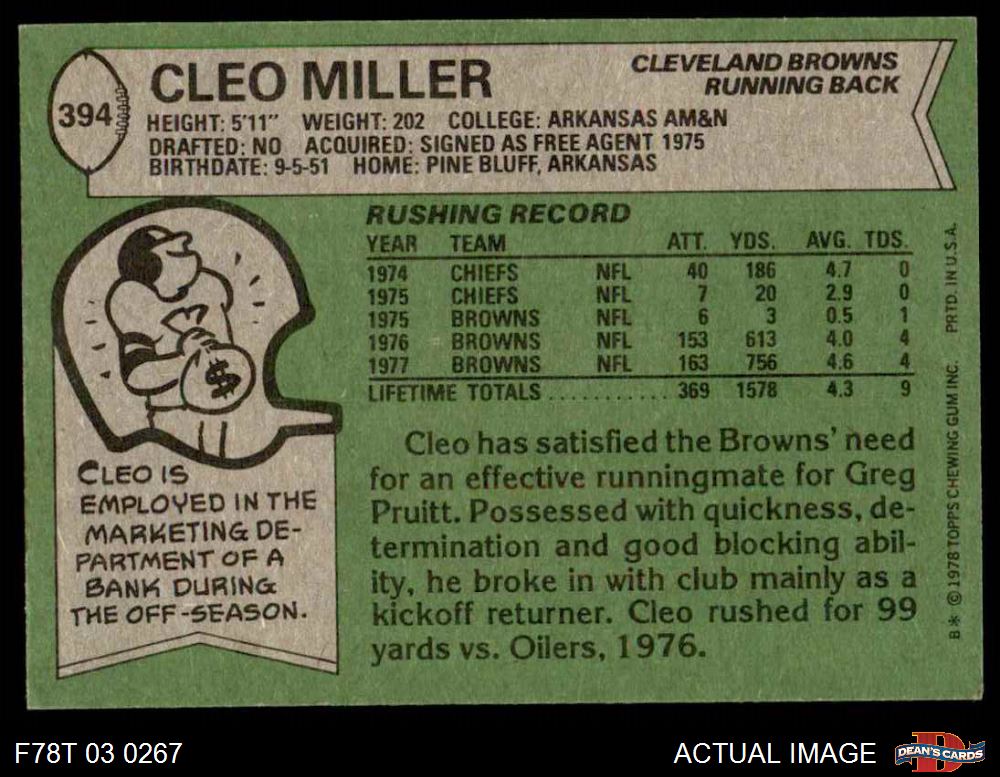 394
CLEO MILLER
CLEVELAND BROWNS
RUNNING BACK
HEIGHT: 5'11" WEIGHT: 202 COLLEGE: ARKANSAS AM&N
DRAFTED: NO ACQUIRED: SIGNED AS FREE AGENT 1975
BIRTHDATE: 9-5-51 HOME: PINE BLUFF, ARKANSAS
RUSHING RECORD
YEAR TEAM ATT. YDS. AVG. TDS.
1974 CHIEFS NFL 40 186 4.7 0
1975 CHIEFS NFL 7 20 2.9 0
1975 BROWNS NFL 6 3 0.5 1
1976 BROWNS NFL 153 613 4.0 4
1977 BROWNS NFL 163 756 4.6 4
LIFETIME TOTALS ........... 369 1578 4.3 9
$
CLEO IS
EMPLOYED IN THE
MARKETING DE-
PARTMENT OF A
BANK DURING
THE OFF-SEASON.
Cleo has satisfied the Browns' need
for an effective runningmate for Greg
Pruitt. Possessed with quickness, de-
termination and good blocking abil-
ity, he broke in with club mainly as a
kickoff returner. Cleo rushed for 99
yards vs. Oilers, 1976.
B* © 1978 TOPPS CHEWING GUM INC. PRTD. IN U.S.A.
F78T 03 0267
ACTUAL IMAGE
D
DEAN'S CARDS